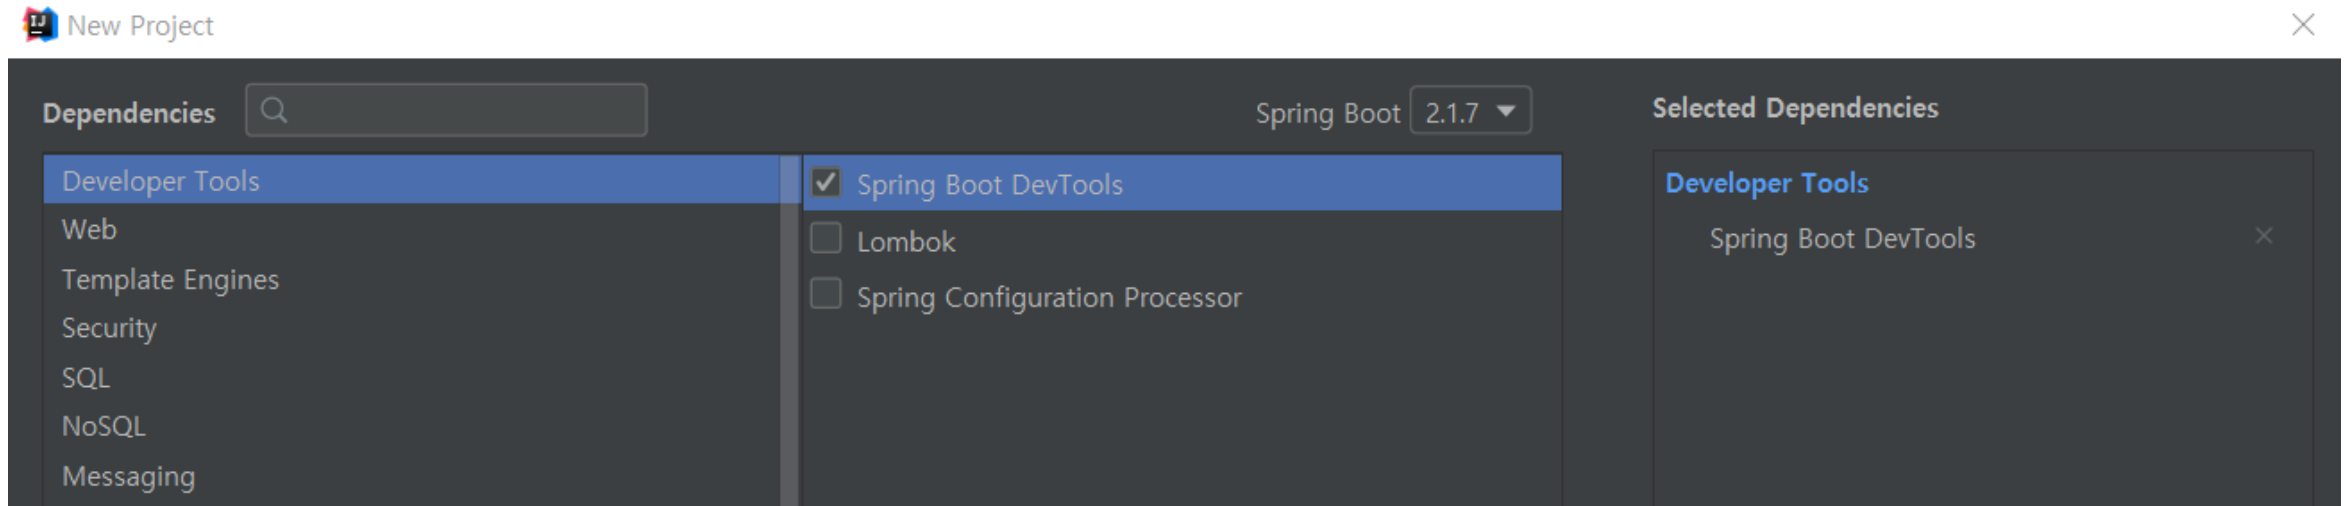 New Project
Dependencies
Spring Boot 2.1.7
Selected Dependencies
Developer Tools
Web
Template Engines
Security
SQL
NoSQL
Messaging
Spring Boot DevTools
Lombok
Spring Configuration Processor
Developer Tools
Spring Boot DevTools